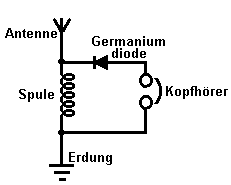 Antenne
Germanium
diode
Spule
Kopfhörer
Erdung